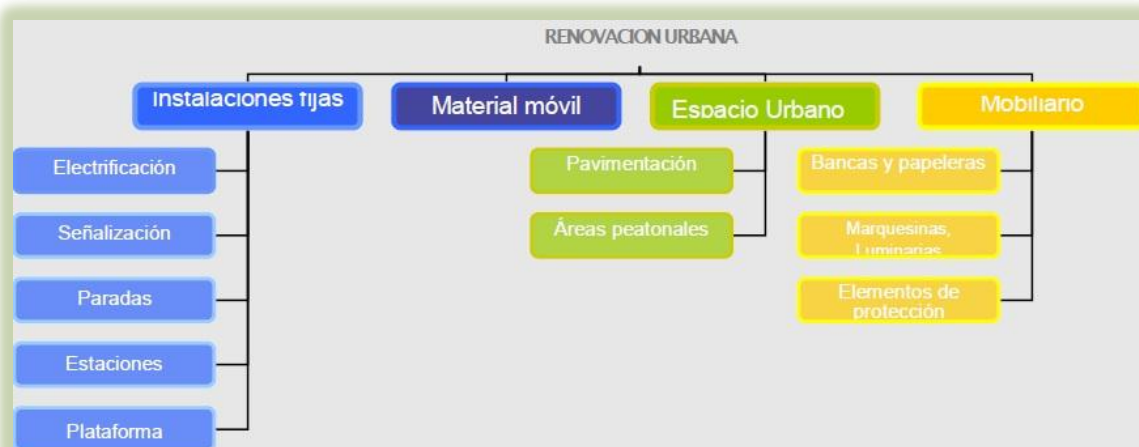 RENOVACION URBANA
Instalaciones fijas
Material móvil
Espacio Urbano
Mobiliario
Electrificación
Señalización
Paradas
Estaciones
Plataforma
Pavimentación
Áreas peatonales
Bancas y papeleras
Marquesinas,
Luminarias
Elementos de
protección